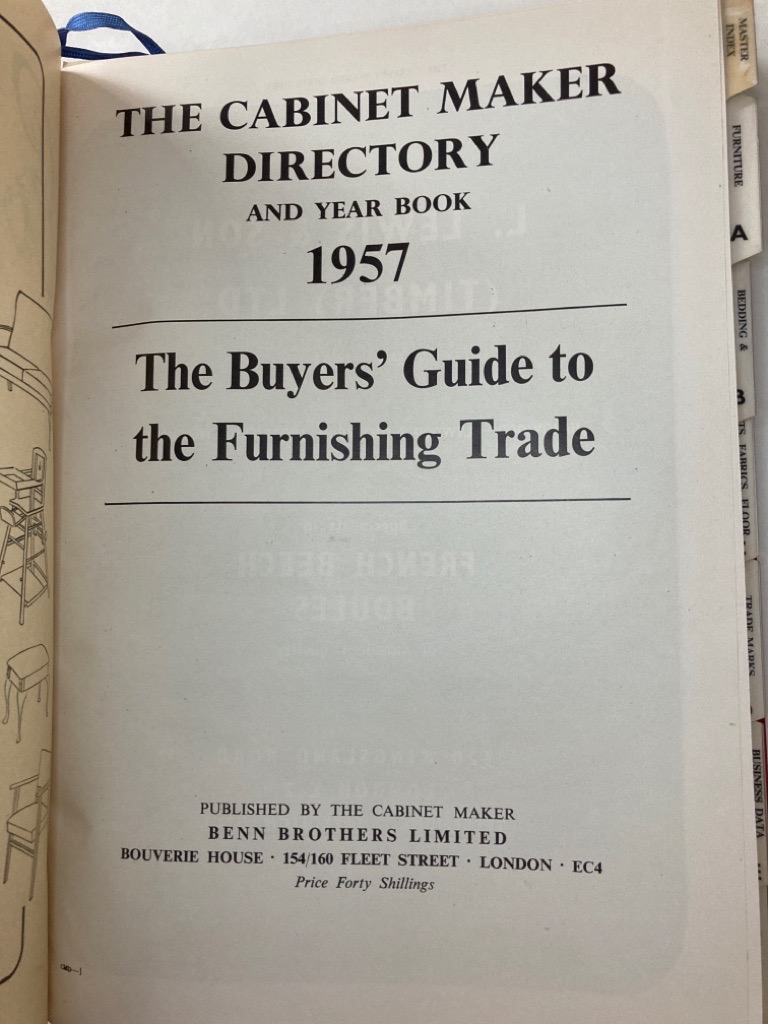 THE CABINET MAKER
DIRECTORY
AND YEAR BOOK
1957
The Buyers' Guide to
the Furnishing Trade
PUBLISHED BY THE CABINET MAKER
BENN BROTHERS LIMITED
BOUVERIE HOUSE · 154/160 FLEET STREET · LONDON · EC4
Price Forty Shillings
MASTER
INDEX
FURNITURE
A
BEDDING &
B
FABRICS, FLOOR
TRADE MARKS
BUSINESS DATA